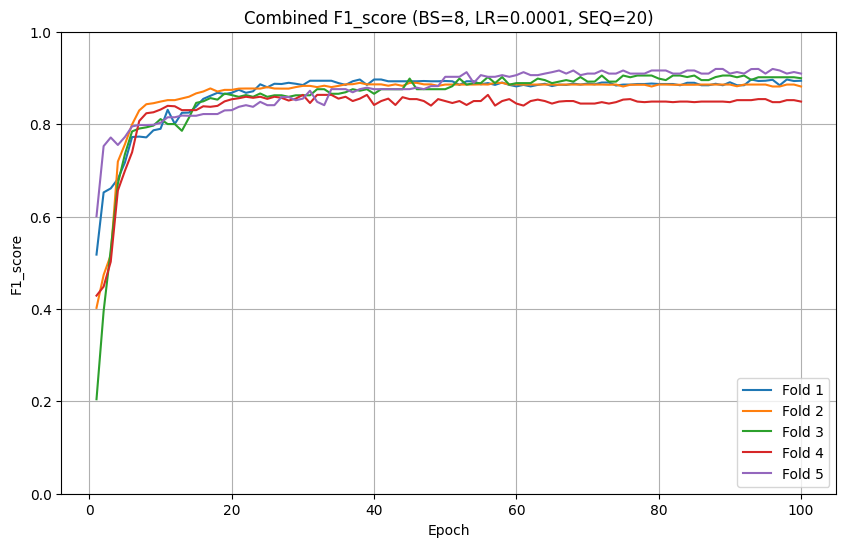 Combined F1_score (BS=8, LR=0.0001, SEQ=20)
1.0
0.8
0.6
0.4
0.2
0.0
F1_score
0 20 40 60 80 100
Epoch
Fold 1
Fold 2
Fold 3
Fold 4
Fold 5